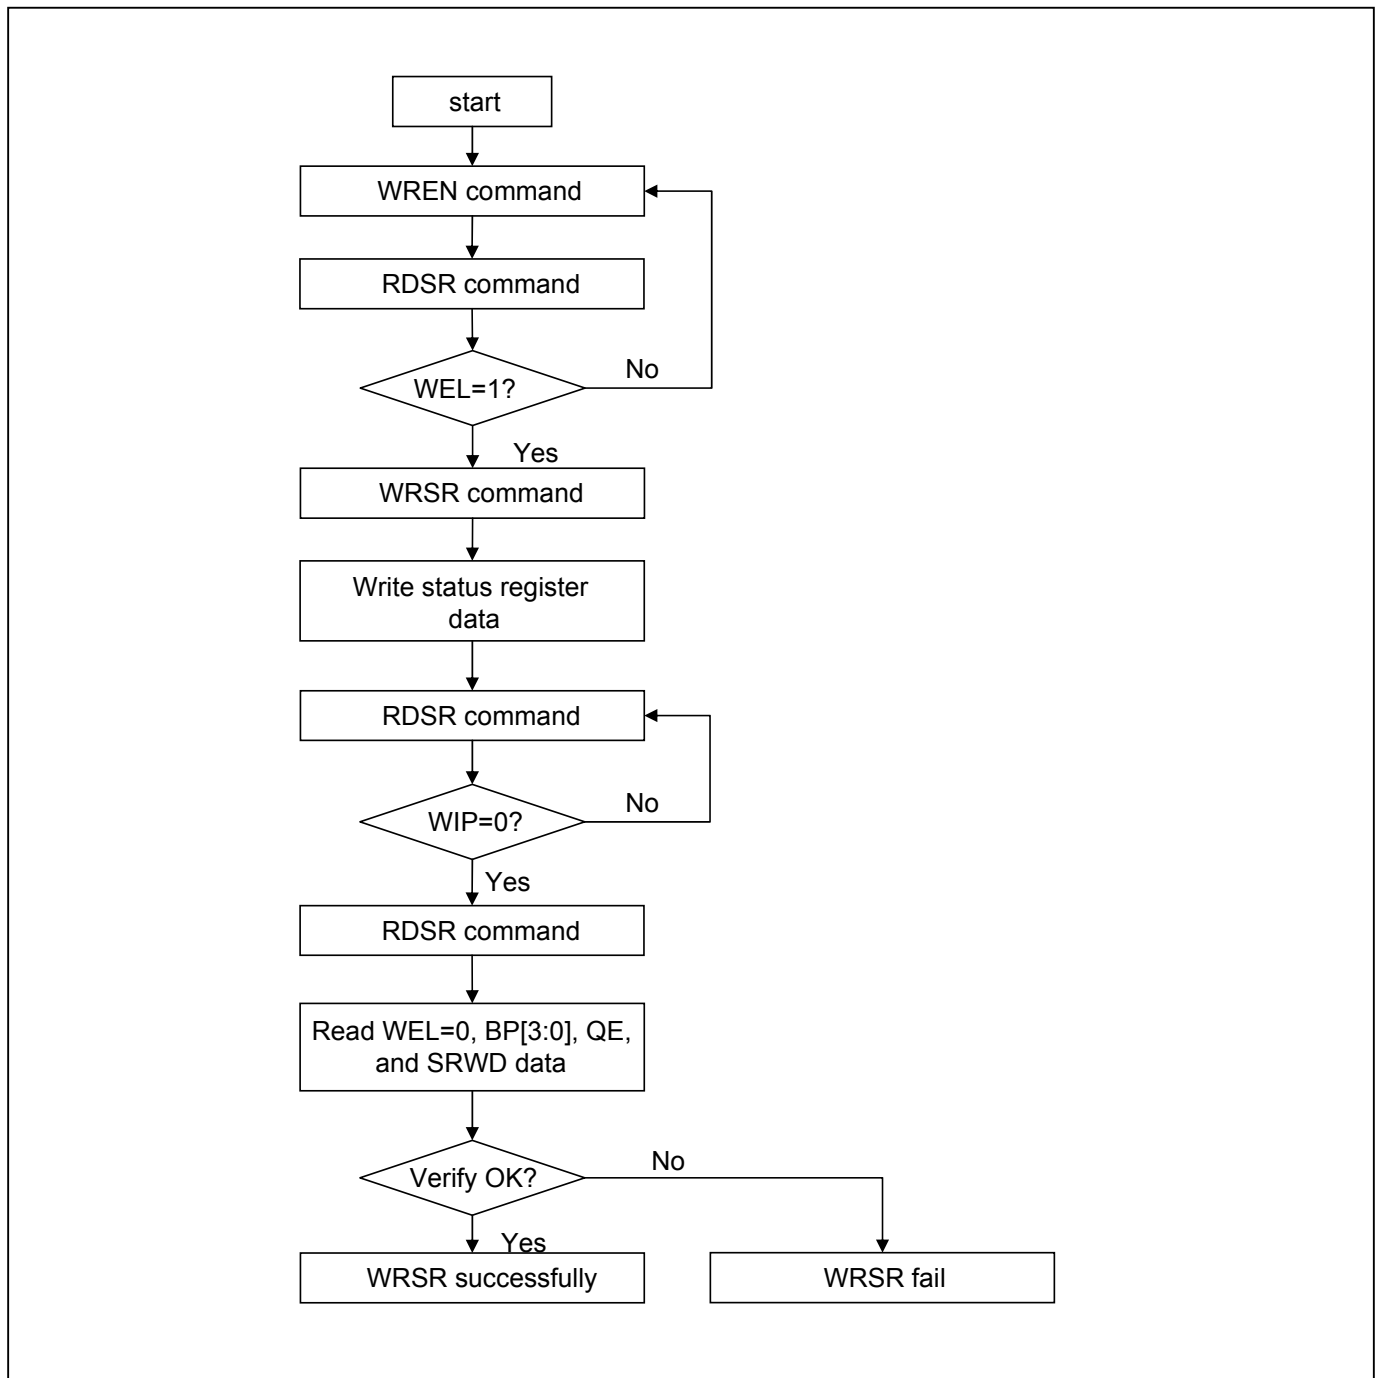 start
WREN command
RDSR command
WEL=1?
No
Yes
WRSR command
Write status register
data
RDSR command
WIP=0?
No
Yes
RDSR command
Read WEL=0, BP[3:0], QE,
and SRWD data
Verify OK?
No
Yes
WRSR successfully
WRSR fail